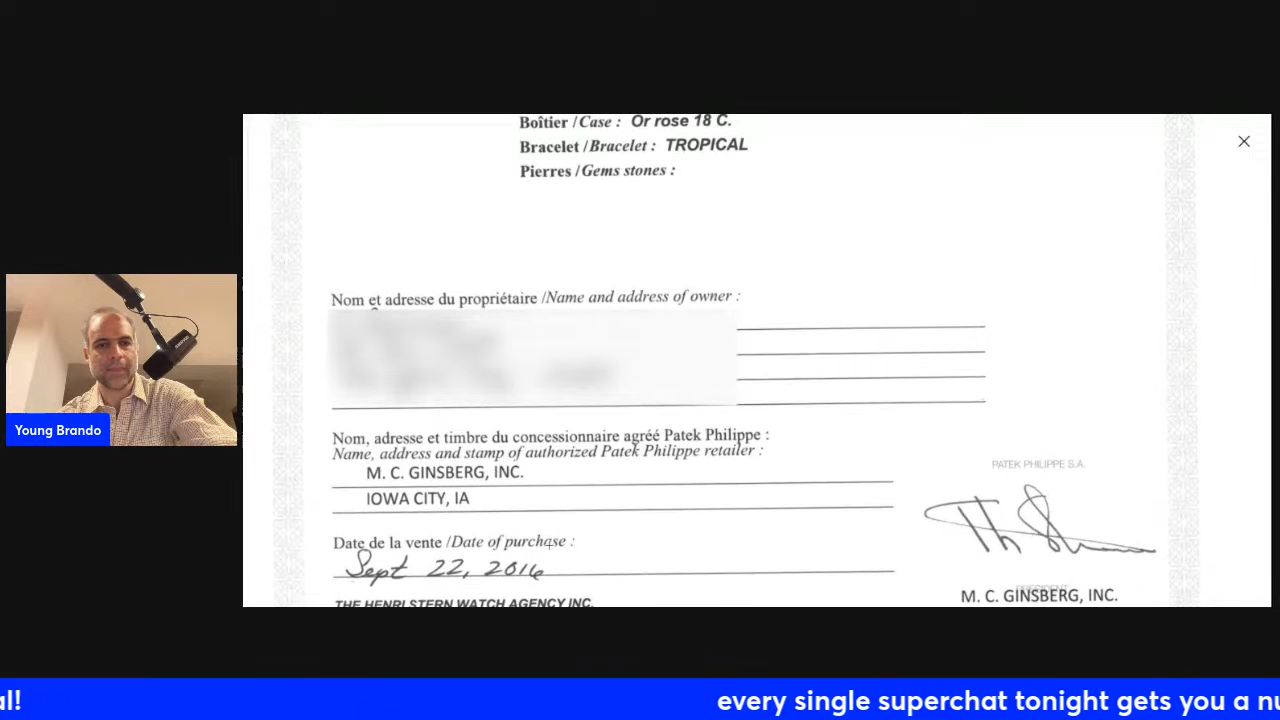 Boîtier /Case : Or rose 18 C.
Bracelet /Bracelet : TROPICAL
Pierres /Gems stones :
Nom et adresse du propriétaire /Name and address of owner :
Nom, adresse et timbre du concessionnaire agréé Patek Philippe :
Name, address and stamp of authorized Patek Philippe retailer :
M. C. GINSBERG, INC.
IOWA CITY, IA
PATEK PHILIPPE S.A.
Date de la vente /Date of purchase :
Sept 22, 2016
THE HENRI STERN WATCH AGENCY INC.
PRESIDENT
M. C. GINSBERG, INC.
Young Brando
al!
every single superchat tonight gets you a nu